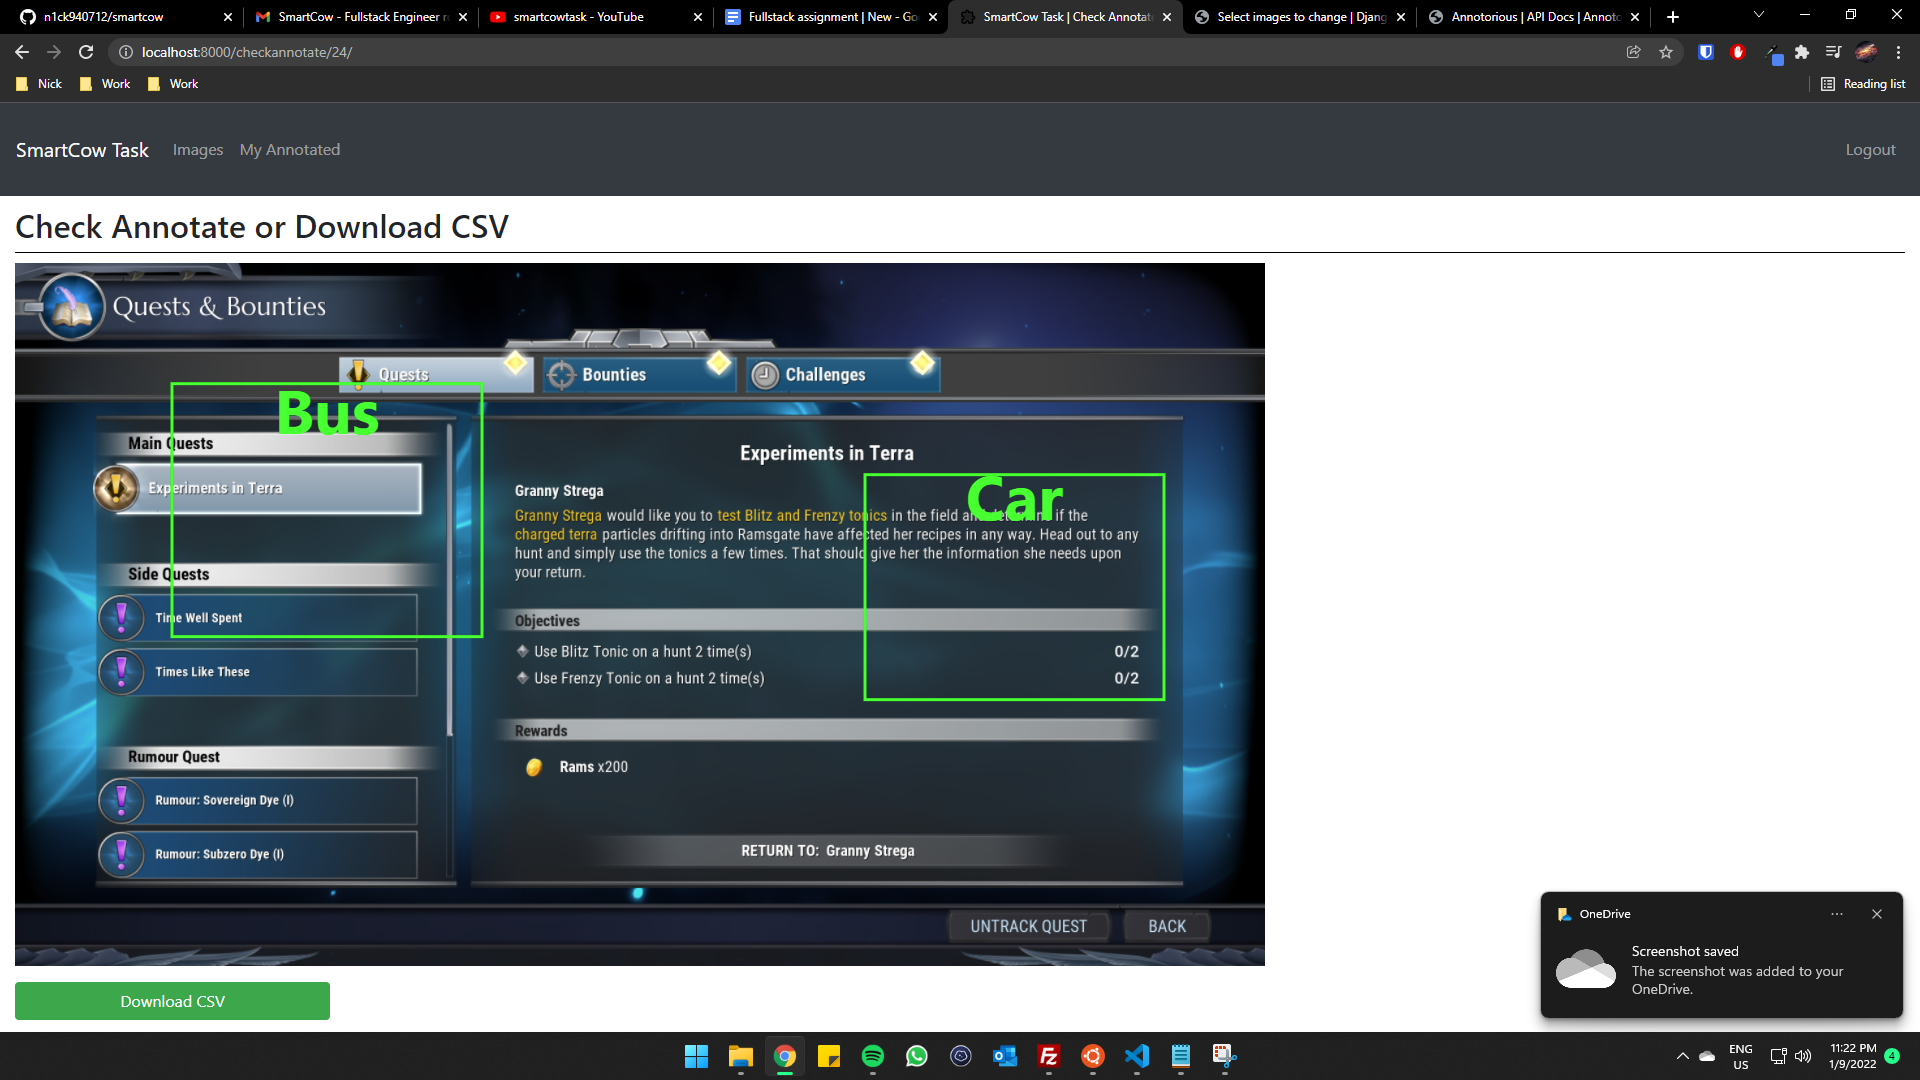 n1ck940712/smartcow
SmartCow - Fullstack Engineer r
smartcowtask - YouTube
Fullstack assignment | New - Go
SmartCow Task | Check Annotat
Select images to change | Djang
Annotorious | API Docs | Annoto
localhost:8000/checkannotate/24/
Nick
Work
Work
Reading list
SmartCow Task
Images
My Annotated
Logout
Check Annotate or Download CSV
Quests & Bounties
Quests
Bounties
Challenges
Bus
Main Quests
Experiments in Terra
Side Quests
Time Well Spent
Times Like These
Rumour Quest
Rumour: Sovereign Dye (I)
Rumour: Subzero Dye (I)
Experiments in Terra
Car
Granny Strega
Granny Strega would like you to test Blitz and Frenzy tonics in the field and determine if the
charged terra particles drifting into Ramsgate have affected her recipes in any way. Head out to any
hunt and simply use the tonics a few times. That should give her the information she needs upon
your return.
Objectives
Use Blitz Tonic on a hunt 2 time(s) 0/2
Use Frenzy Tonic on a hunt 2 time(s) 0/2
Rewards
Rams x200
RETURN TO: Granny Strega
UNTRACK QUEST
BACK
Download CSV
OneDrive
Screenshot saved
The screenshot was added to your
OneDrive.
ENG
US
11:22 PM
1/9/2022
4